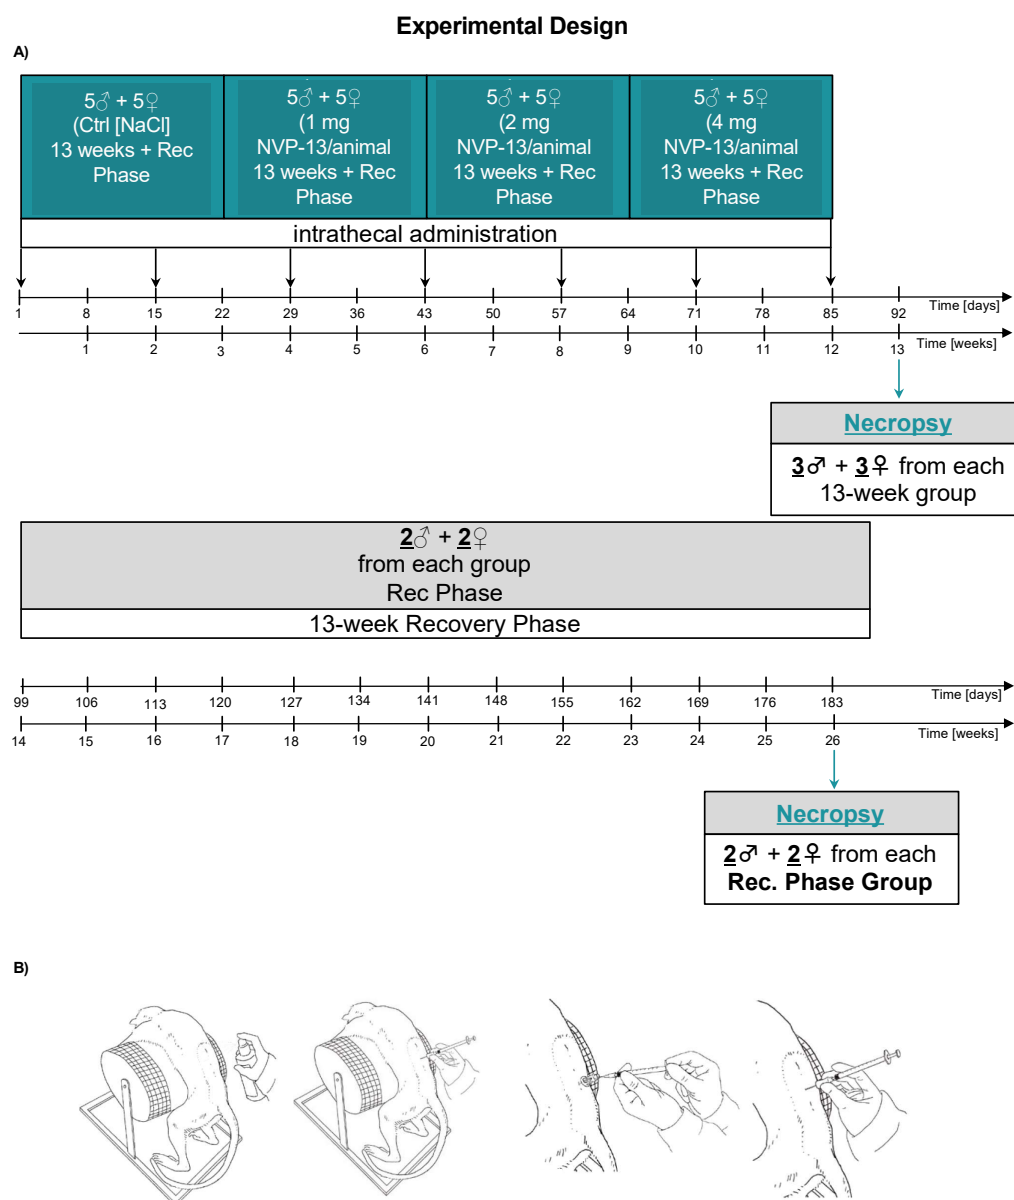 Experimental Design
A)
5♂ + 5♀
(Ctrl [NaCl]
13 weeks + Rec
Phase
5♂ + 5♀
(1 mg
NVP-13/animal
13 weeks + Rec
Phase
5♂ + 5♀
(2 mg
NVP-13/animal
13 weeks + Rec
Phase
5♂ + 5♀
(4 mg
NVP-13/animal
13 weeks + Rec
Phase
intrathecal administration
1 8 15 22 29 36 43 50 57 64 71 78 85 92 Time [days]
1 2 3 4 5 6 7 8 9 10 11 12 13 Time [weeks]
Necropsy
3♂ + 3♀ from each
13-week group
2♂ + 2♀
from each group
Rec Phase
13-week Recovery Phase
99 106 113 120 127 134 141 148 155 162 169 176 183 Time [days]
14 15 16 17 18 19 20 21 22 23 24 25 26 Time [weeks]
Necropsy
2♂ + 2♀ from each
Rec. Phase Group
B)